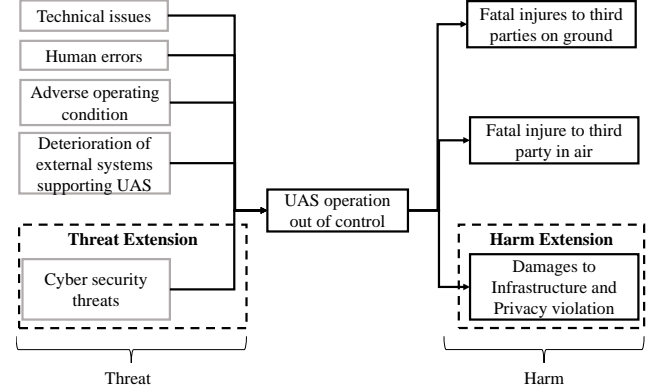 Technical issues
Human errors
Adverse operating
condition
Deterioration of
external systems
supporting UAS
Threat Extension
Cyber security
threats
Threat
UAS operation
out of control
Fatal injures to third
parties on ground
Fatal injure to third
party in air
Harm Extension
Damages to
Infrastructure and
Privacy violation
Harm